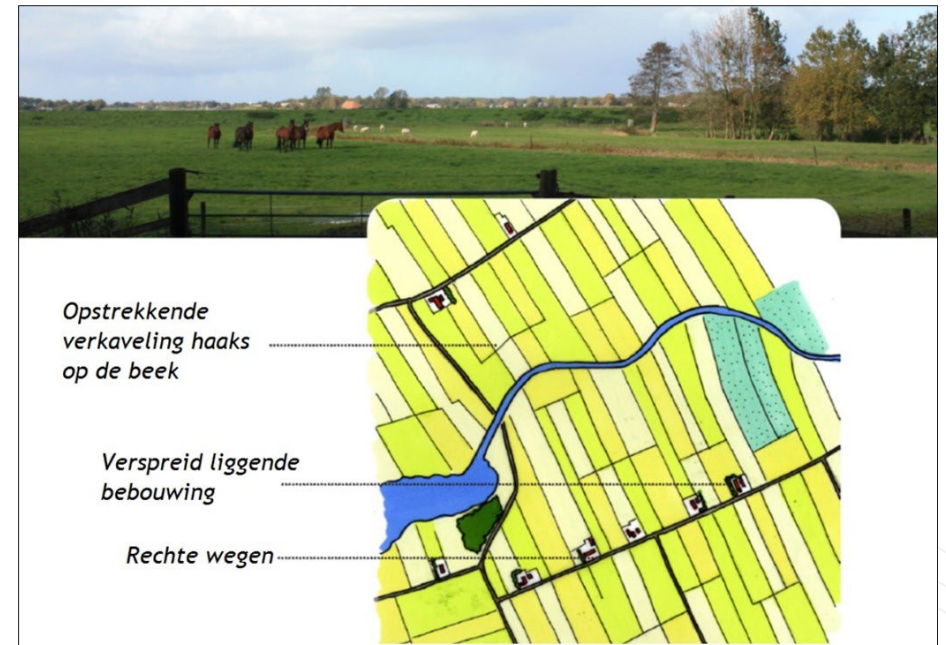 Opstrekkende
verkaveling haaks
op de beek
Verspreid liggende
bebouwing
Rechte wegen